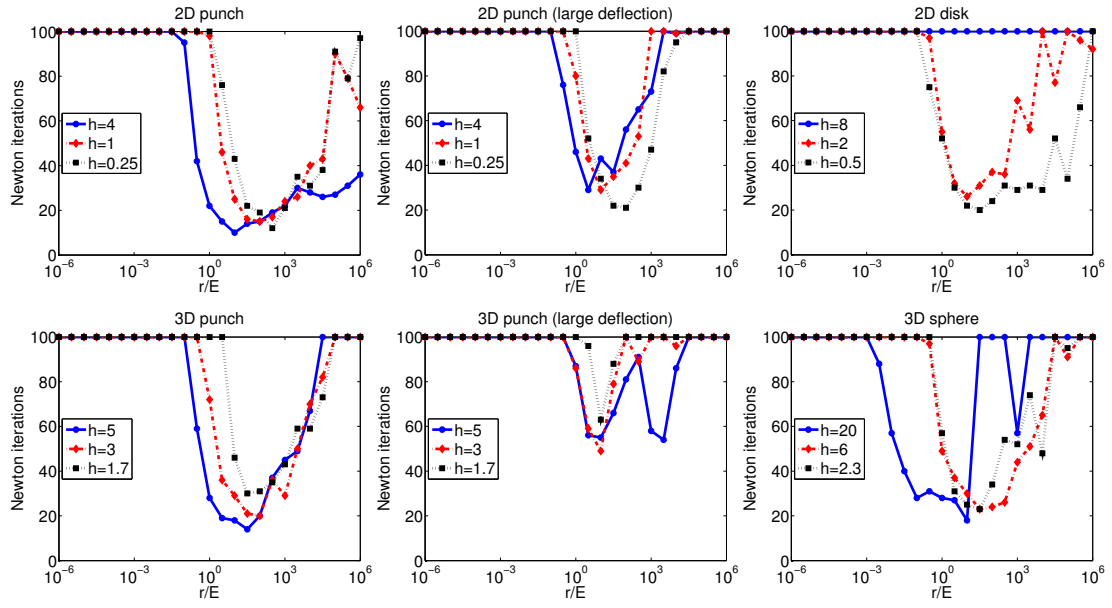 2D punch
100
80
60
40
20
0
Newton iterations
h=4
h=1
h=0.25
10^-6
10^-3
10^0
10^3
10^6
r/E
2D punch (large deflection)
100
80
60
40
20
0
Newton iterations
h=4
h=1
h=0.25
10^-6
10^-3
10^0
10^3
10^6
r/E
2D disk
100
80
60
40
20
0
Newton iterations
h=8
h=2
h=0.5
10^-6
10^-3
10^0
10^3
10^6
r/E
3D punch
100
80
60
40
20
0
Newton iterations
h=5
h=3
h=1.7
10^-6
10^-3
10^0
10^3
10^6
r/E
3D punch (large deflection)
100
80
60
40
20
0
Newton iterations
h=5
h=3
h=1.7
10^-6
10^-3
10^0
10^3
10^6
r/E
3D sphere
100
80
60
40
20
0
Newton iterations
h=20
h=6
h=2.3
10^-6
10^-3
10^0
10^3
10^6
r/E